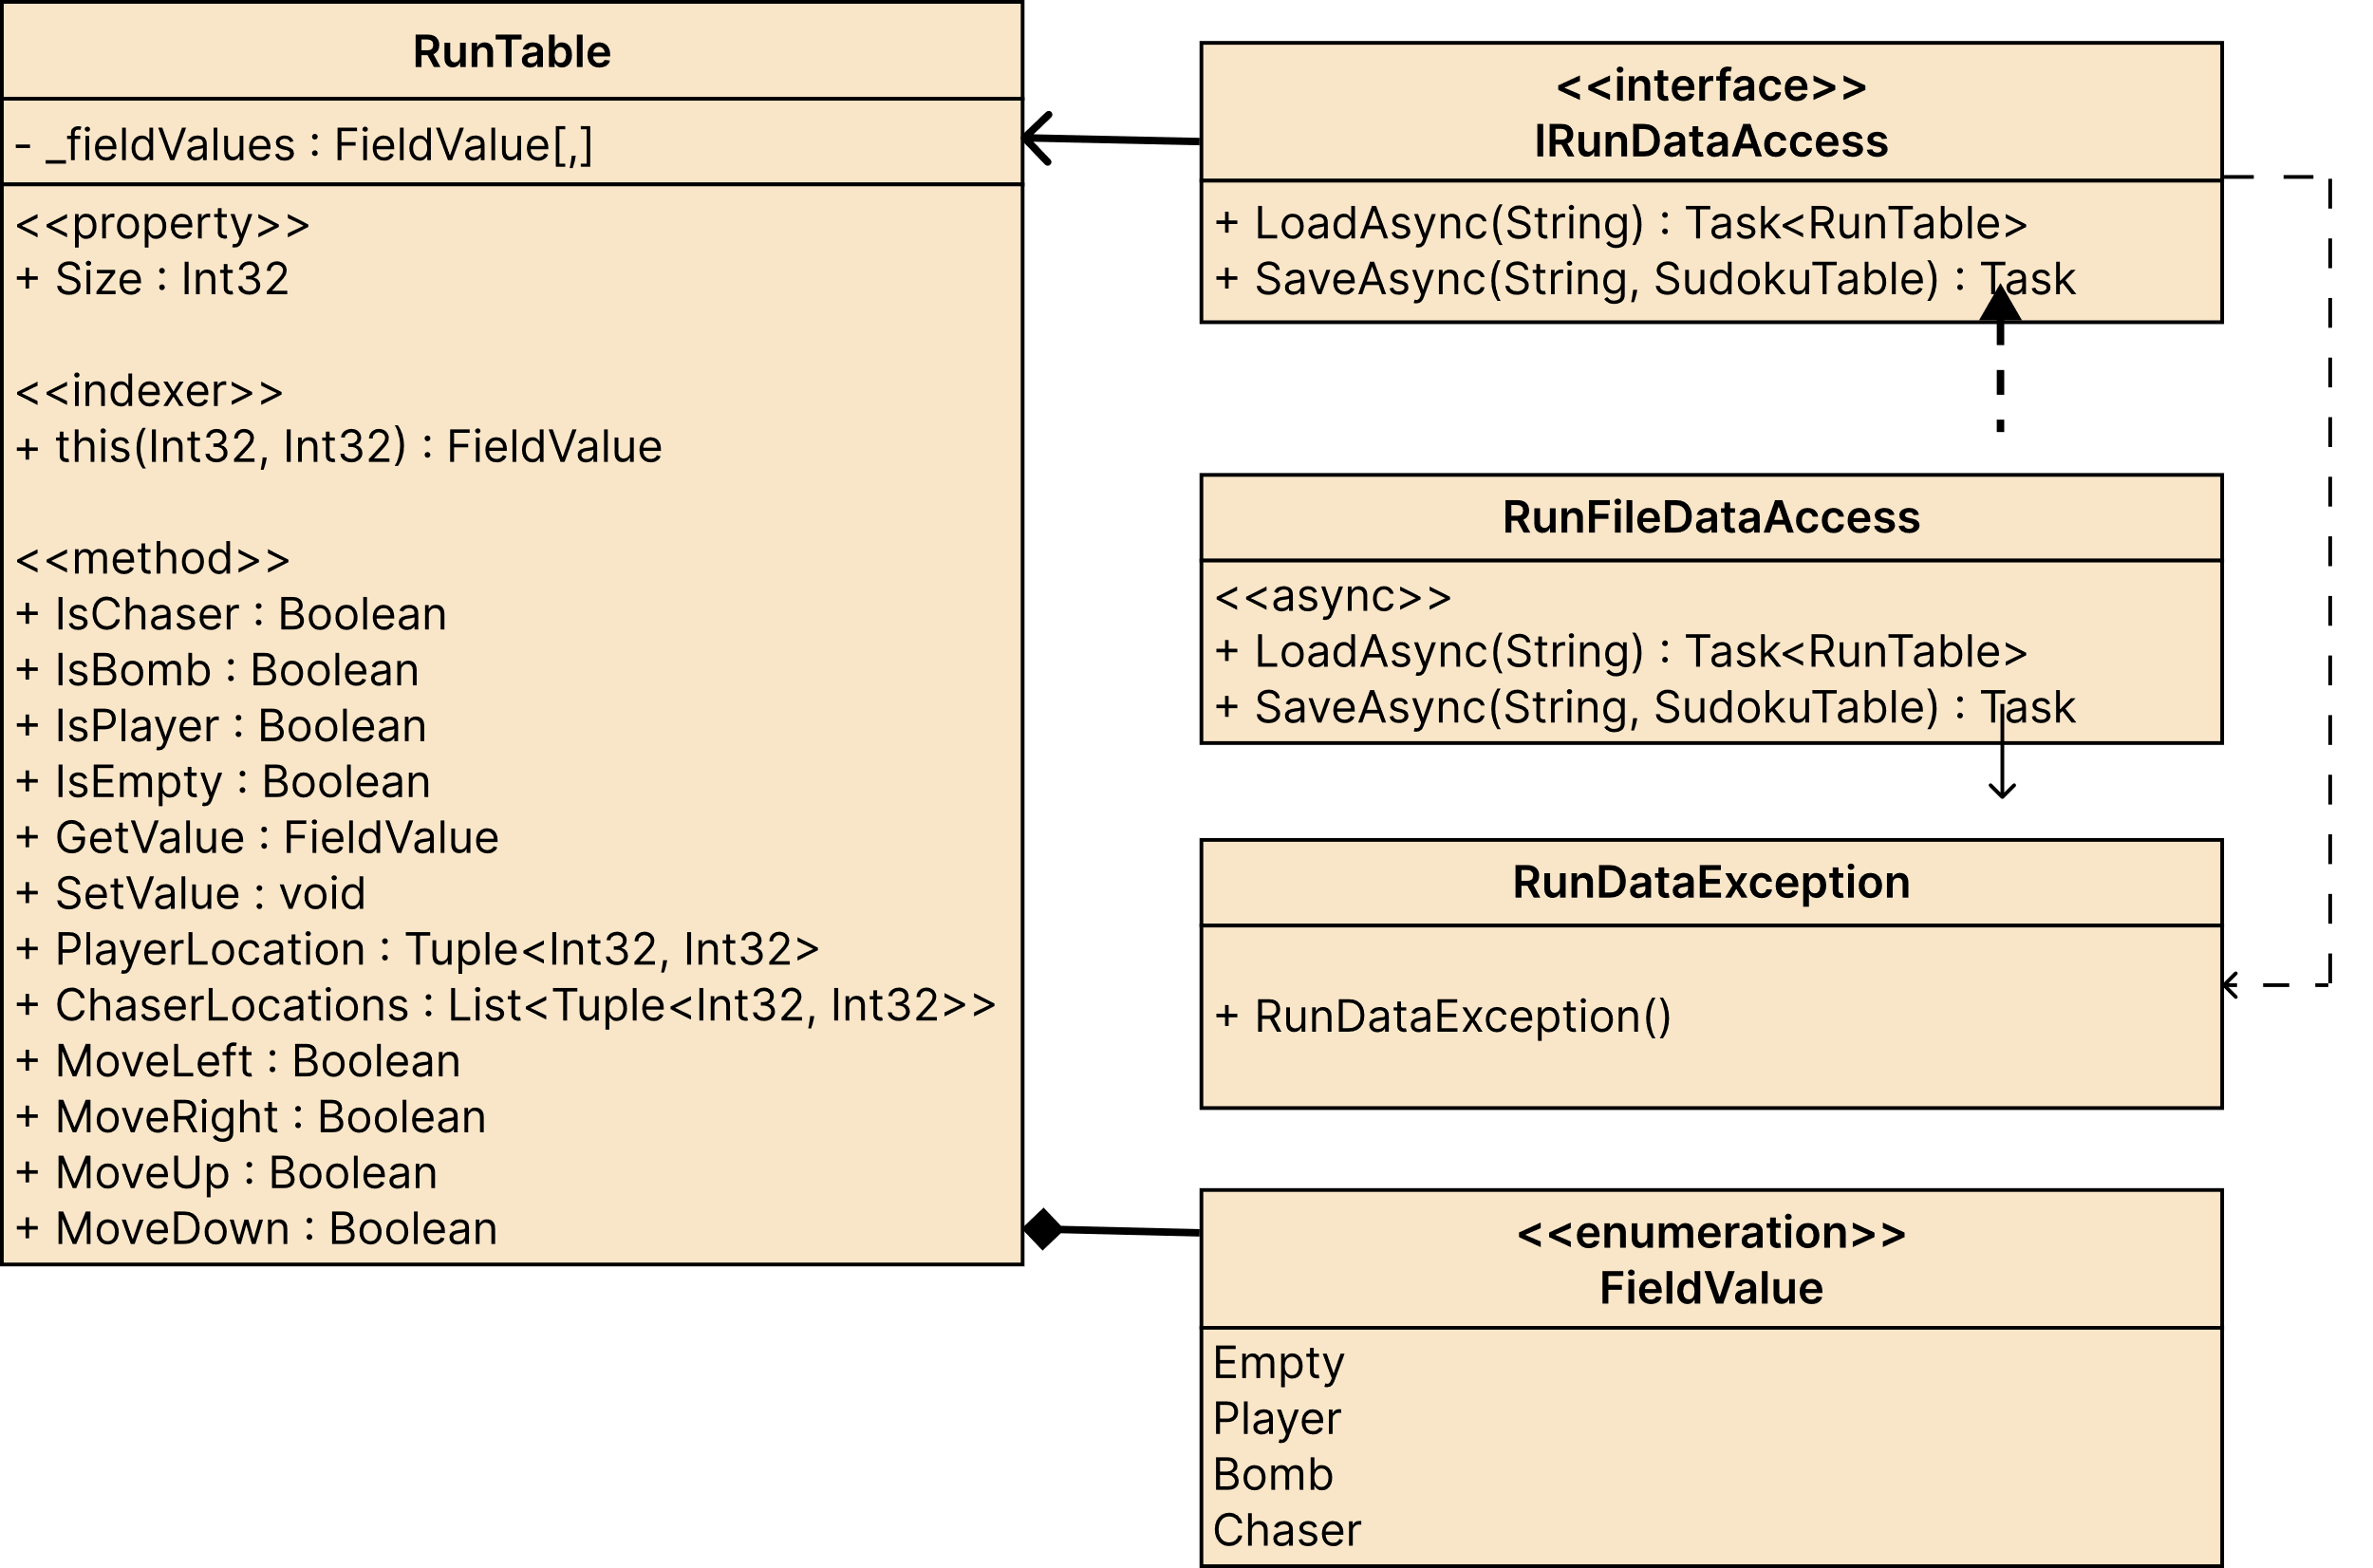 RunTable
- _fieldValues : FieldValue[,]
<<property>>
+ Size : Int32
<<indexer>>
+ this(Int32, Int32) : FieldValue
<<method>>
+ IsChaser : Boolean
+ IsBomb : Boolean
+ IsPlayer : Boolean
+ IsEmpty : Boolean
+ GetValue : FieldValue
+ SetValue : void
+ PlayerLocation : Tuple<Int32, Int32>
+ ChaserLocations : List<Tuple<Int32, Int32>>
+ MoveLeft : Boolean
+ MoveRight : Boolean
+ MoveUp : Boolean
+ MoveDown : Boolean
<<interface>>
IRunDataAccess
+ LoadAsync(String) : Task<RunTable>
+ SaveAsync(String, SudokuTable) : Task
RunFileDataAccess
<<async>>
+ LoadAsync(String) : Task<RunTable>
+ SaveAsync(String, SudokuTable) : Task
RunDataException
+ RunDataException()
<<enumeration>>
FieldValue
Empty
Player
Bomb
Chaser